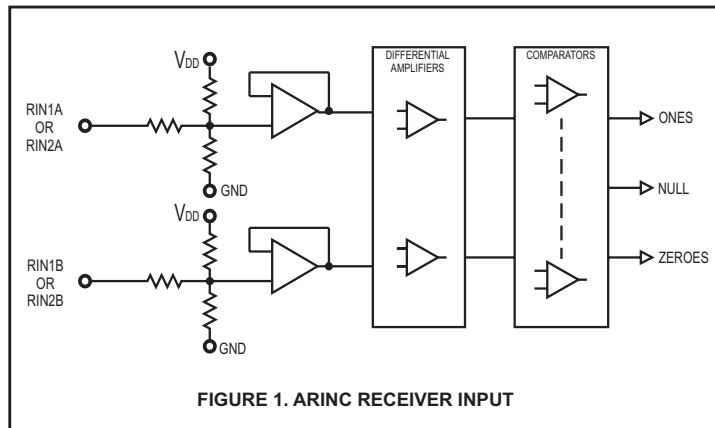 DIFFERENTIAL
AMPLIFIERS
COMPARATORS
VDD
RIN1A
OR
RIN2A
GND
ONES
NULL
VDD
RIN1B
OR
RIN2B
GND
ZEROES
FIGURE 1. ARINC RECEIVER INPUT